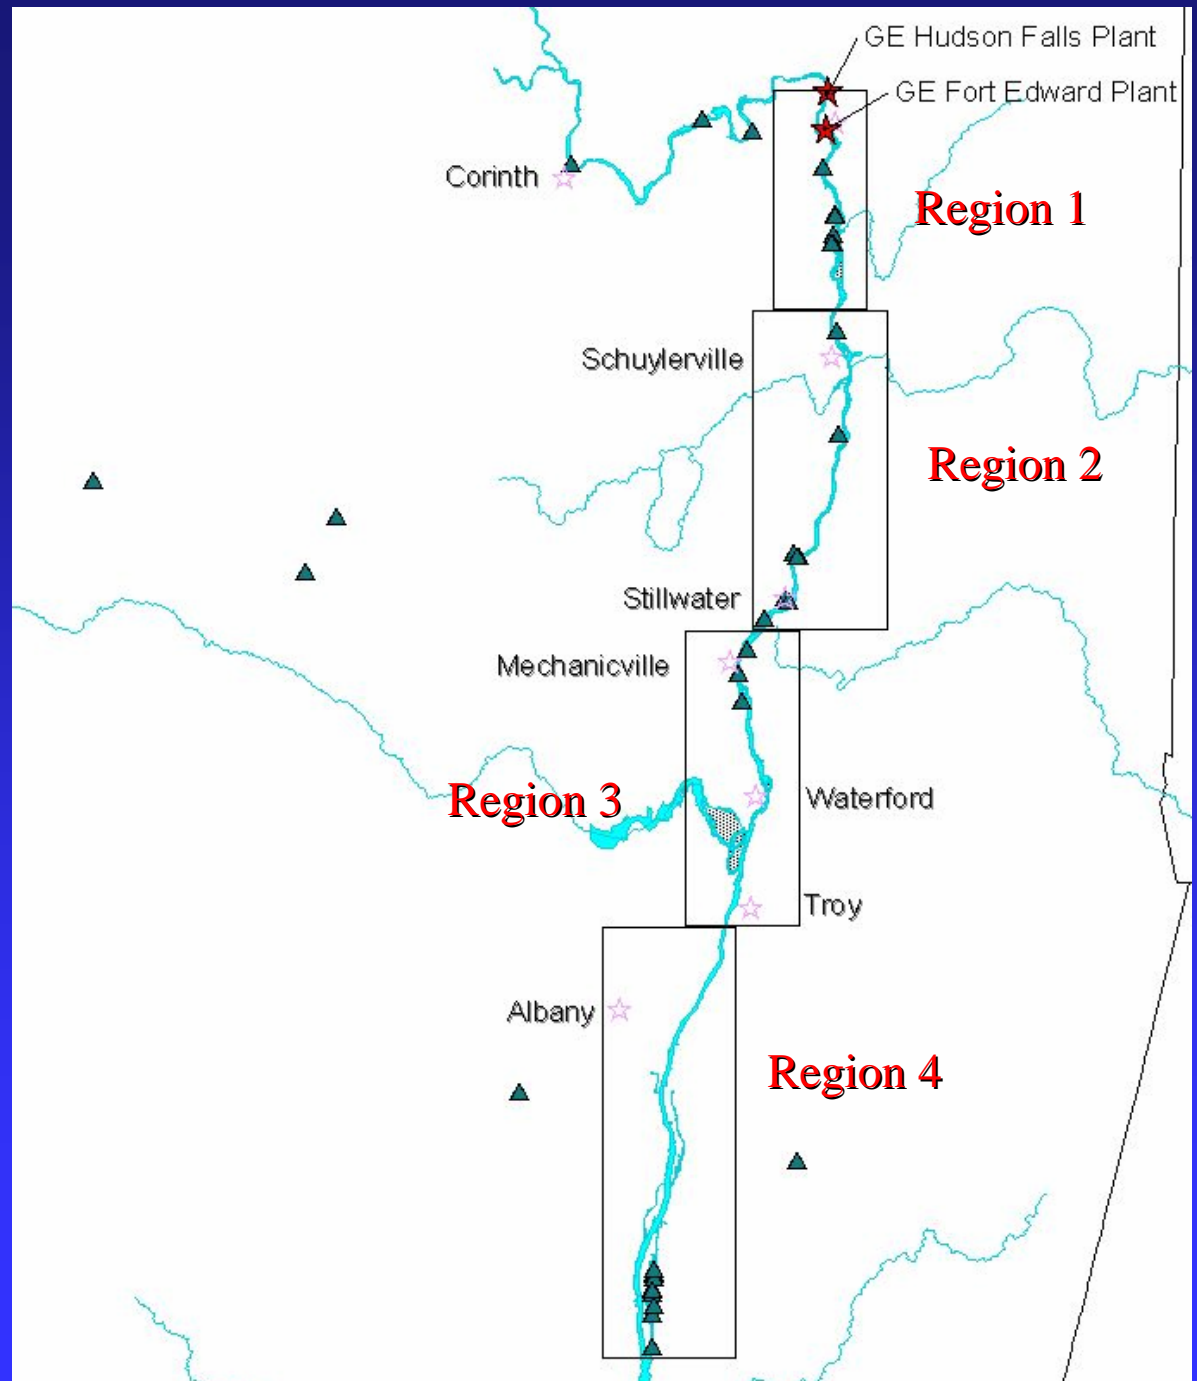 GE Hudson Falls Plant
GE Fort Edward Plant
Corinth
Region 1
Schuylerville
Region 2
Stillwater
Mechanicville
Region 3
Waterford
Troy
Albany
Region 4